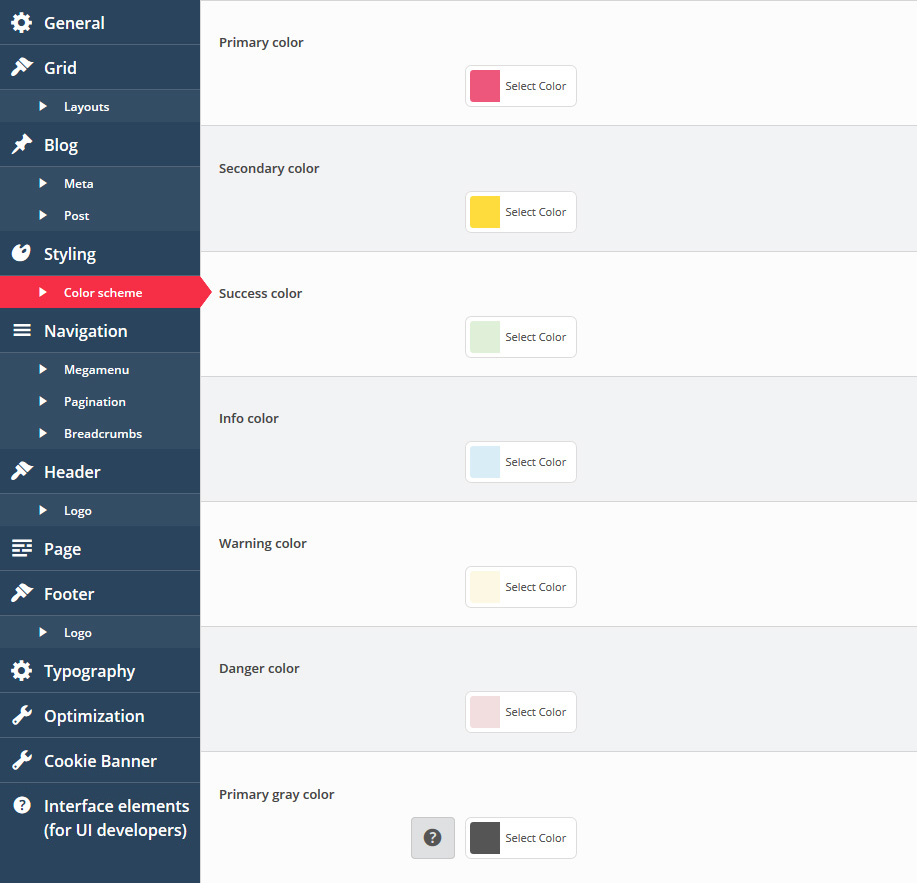 General
Grid
Layouts
Blog
Meta
Post
Styling
Color scheme
Navigation
Megamenu
Pagination
Breadcrumbs
Header
Logo
Page
Footer
Logo
Typography
Optimization
Cookie Banner
? Interface elements
(for UI developers)
Primary color
Select Color
Secondary color
Select Color
Success color
Select Color
Info color
Select Color
Warning color
Select Color
Danger color
Select Color
Primary gray color
? Select Color